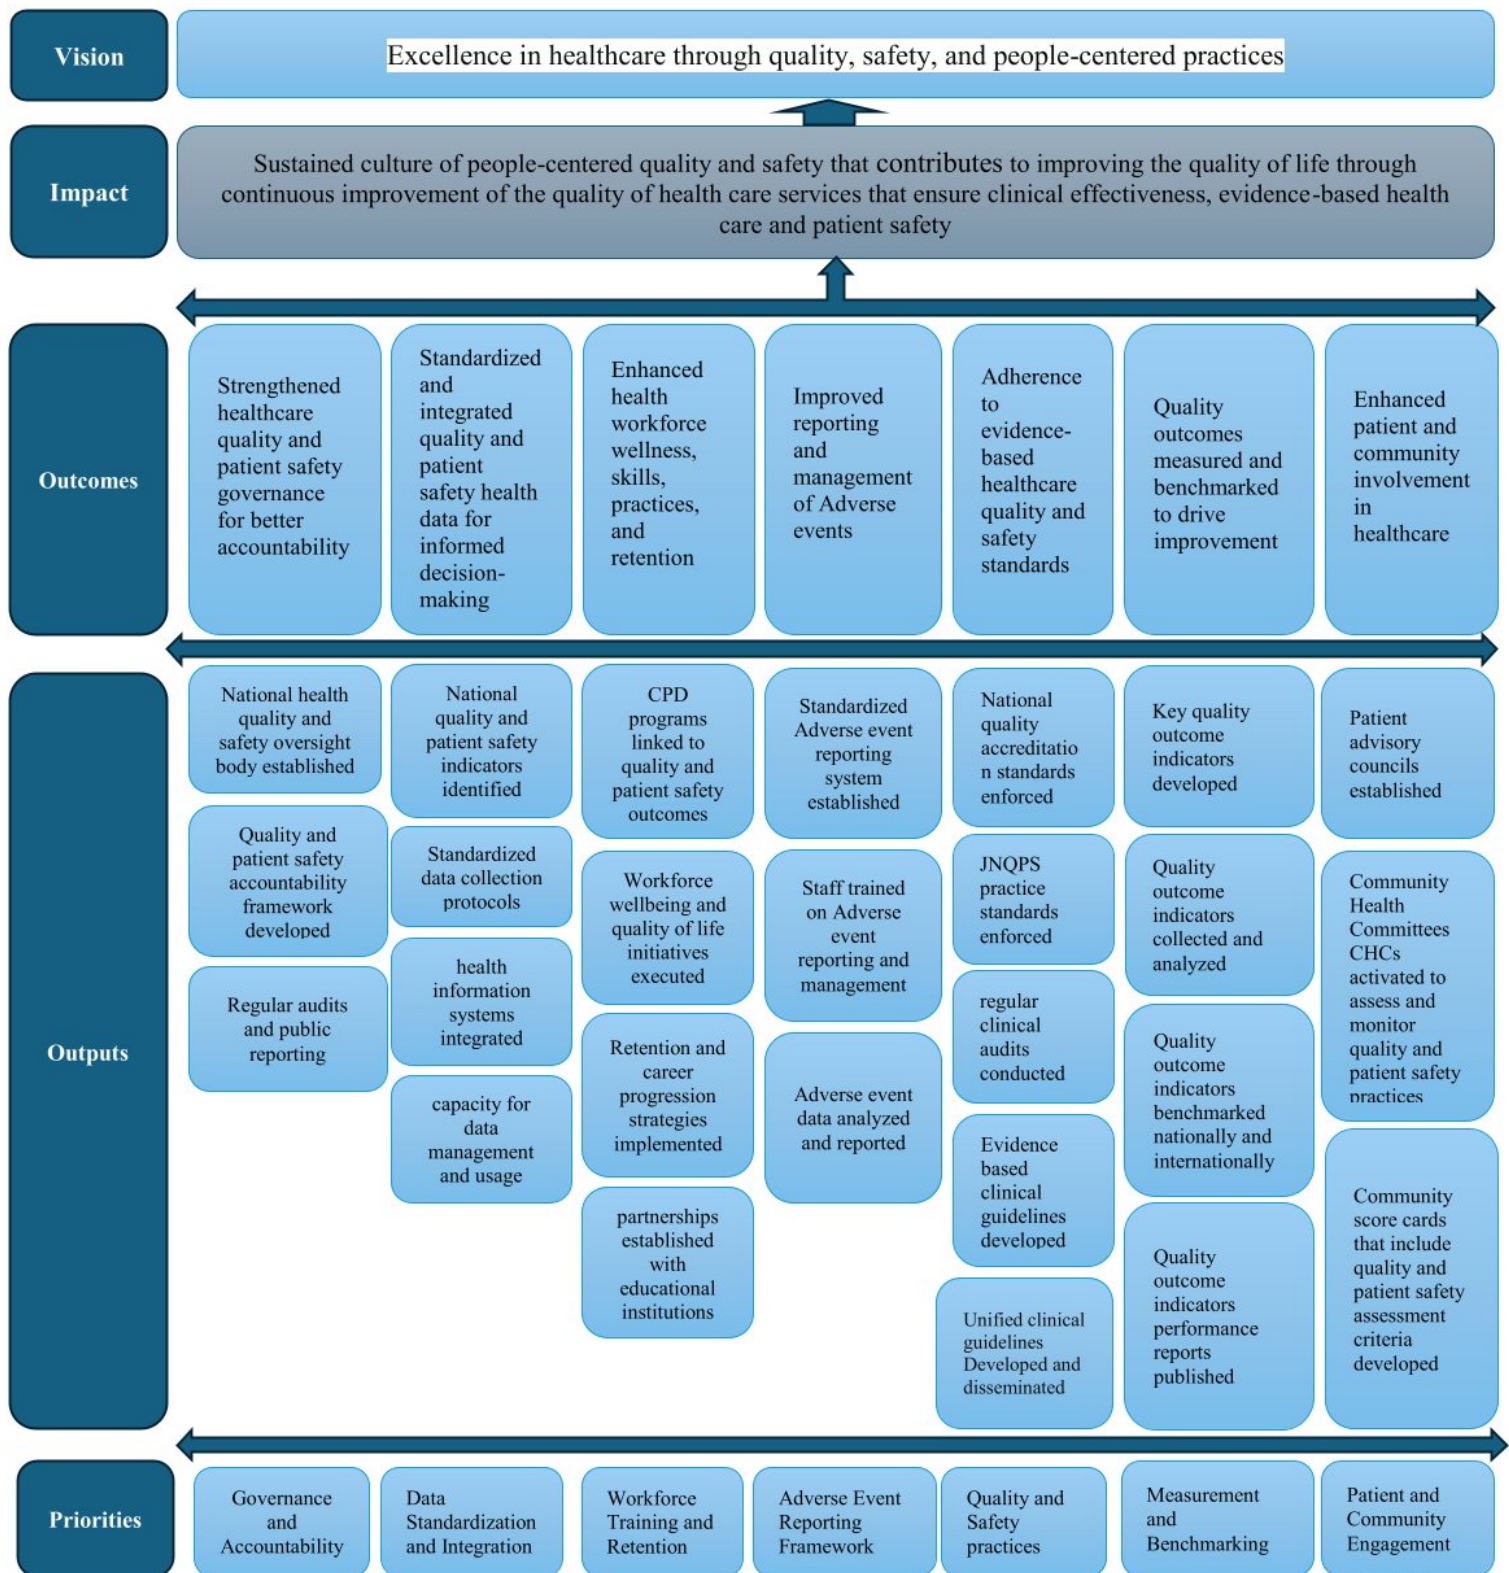 Vision
Excellence in healthcare through quality, safety, and people-centered practices
Impact
Sustained culture of people-centered quality and safety that contributes to improving the quality of life through
continuous improvement of the quality of health care services that ensure clinical effectiveness, evidence-based health
care and patient safety
Outcomes
Strengthened
healthcare
quality and
patient safety
governance
for better
accountability
Standardized
and
integrated
quality and
patient
safety health
data for
informed
decision-
making
Enhanced
health
workforce
wellness,
skills,
practices,
and
retention
Improved
reporting
and
management
of Adverse
events
Adherence
to
evidence-
based
healthcare
quality and
safety
standards
Quality
outcomes
measured and
benchmarked
to drive
improvement
Enhanced
patient and
community
involvement
in
healthcare
Outputs
National health
quality and
safety oversight
body established
Quality and
patient safety
accountability
framework
developed
Regular audits
and public
reporting
National
quality and
patient safety
indicators
identified
Standardized
data collection
protocols
health
information
systems
integrated
capacity for
data
management
and usage
CPD
programs
linked to
quality and
patient safety
outcomes
Workforce
wellbeing and
quality of life
initiatives
executed
Retention and
career
progression
strategies
implemented
partnerships
established
with
educational
institutions
Standardized
Adverse event
reporting
system
established
Staff trained
on Adverse
event
reporting and
management
Adverse event
data analyzed
and reported
National
quality
accreditatio
n standards
enforced
JNQPS
practice
standards
enforced
regular
clinical
audits
conducted
Evidence
based
clinical
guidelines
developed
Unified clinical
guidelines
Developed and
disseminated
Key quality
outcome
indicators
developed
Quality
outcome
indicators
collected and
analyzed
Quality
outcome
indicators
benchmarked
nationally and
internationally
Quality
outcome
indicators
performance
reports
published
Patient
advisory
councils
established
Community
Health
Committees
CHCs
activated to
assess and
monitor
quality and
patient safety
practices
Community
score cards
that include
quality and
patient safety
assessment
criteria
developed
Priorities
Governance
and
Accountability
Data
Standardization
and Integration
Workforce
Training and
Retention
Adverse Event
Reporting
Framework
Quality and
Safety
practices
Measurement
and
Benchmarking
Patient and
Community
Engagement